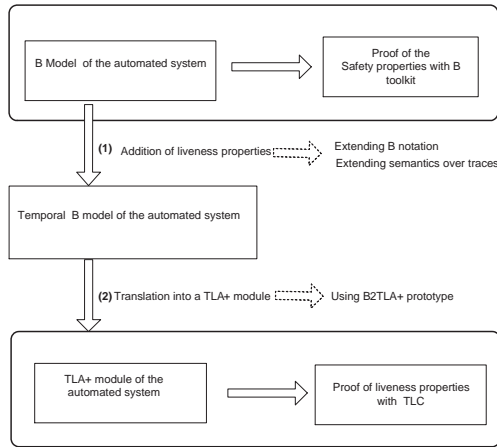 B Model of the automated system
Proof of the
Safety properties with B
toolkit
(1) Addition of liveness properties
Extending B notation
Extending semantics over traces
Temporal B model of the automated system
(2) Translation into a TLA+ module
Using B2TLA+ prototype
TLA+ module of the
automated system
Proof of liveness properties
with TLC